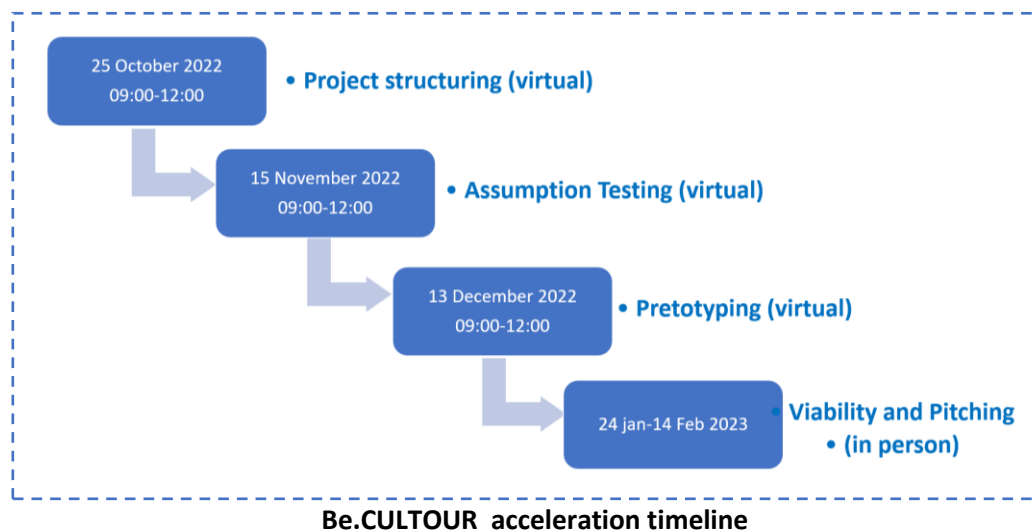 25 October 2022
09:00-12:00
• Project structuring (virtual)
15 November 2022
09:00-12:00
• Assumption Testing (virtual)
13 December 2022
09:00-12:00
• Pretotyping (virtual)
24 jan-14 Feb 2023
• Viability and Pitching
• (in person)
Be.CULTOUR acceleration timeline